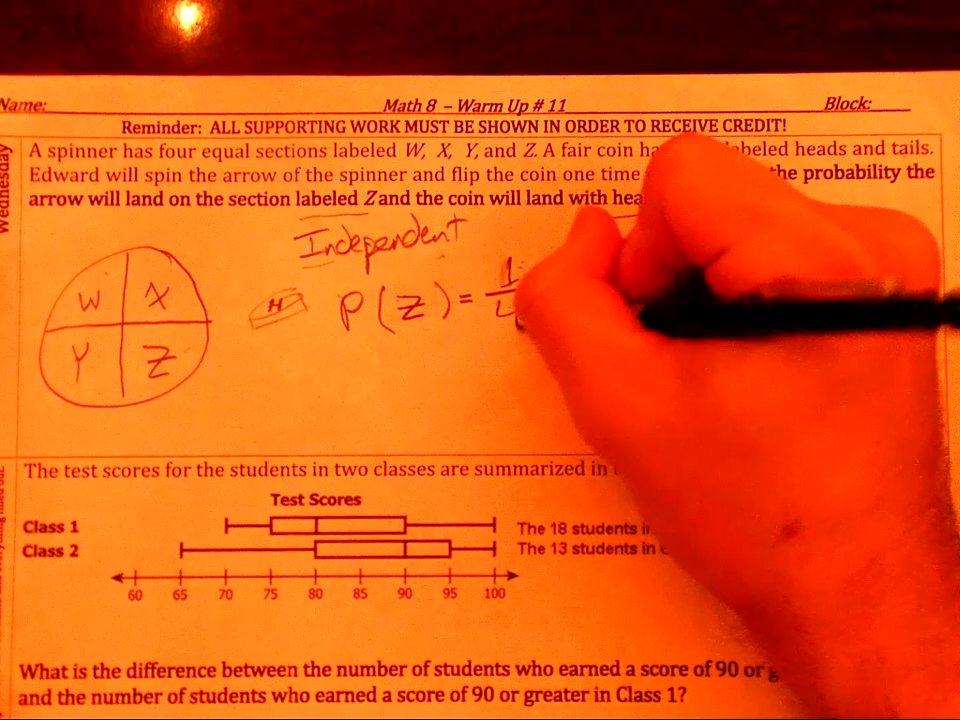 Name: Math 8 – Warm Up # 11 Block:
Reminder: ALL SUPPORTING WORK MUST BE SHOWN IN ORDER TO RECEIVE CREDIT!
Wednesday
A spinner has four equal sections labeled W, X, Y, and Z. A fair coin labeled heads and tails.
Edward will spin the arrow of the spinner and flip the coin one time the probability the
arrow will land on the section labeled Z and the coin will land with
Independent
W X
Y Z
H
P(Z) = 1/4
The test scores for the students in two classes are summarized in
Test Scores
Class 1 The 18 students
Class 2 The 13 students in
60 65 70 75 80 85 90 95 100
What is the difference between the number of students who earned a score of 90 or
and the number of students who earned a score of 90 or greater in Class 1?